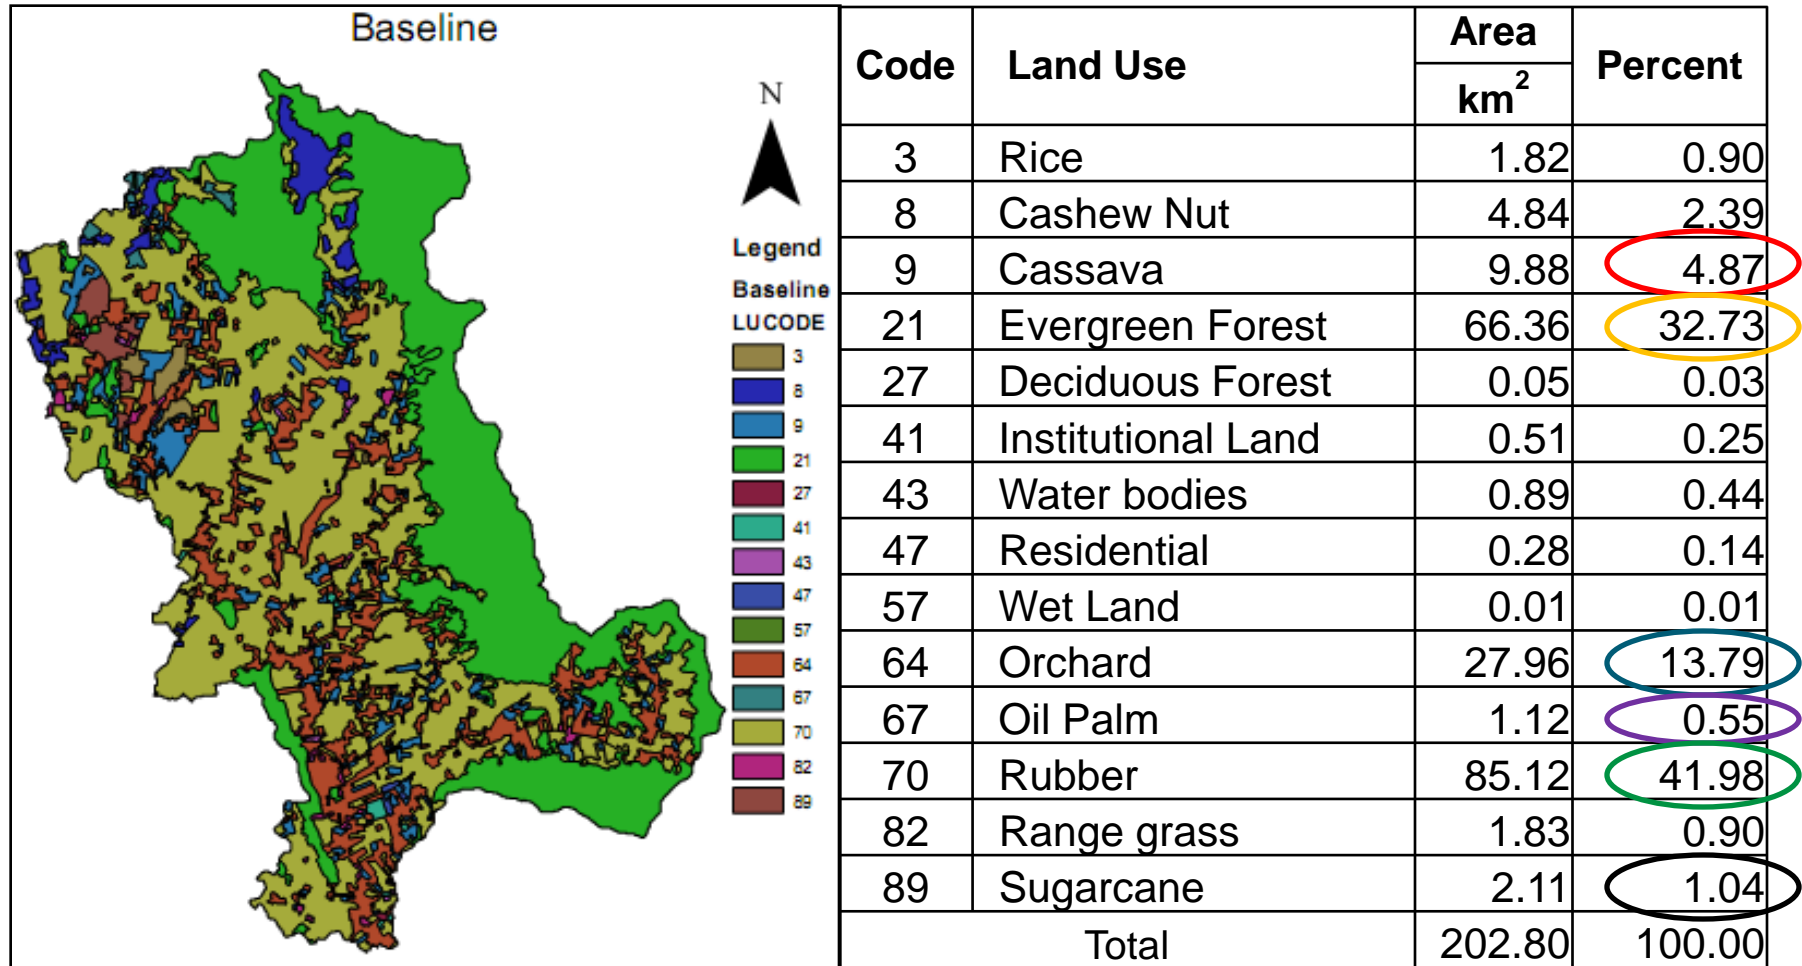 Baseline
N
Legend
Baseline
LUCODE
3
8
9
21
27
41
43
47
57
64
67
70
82
89
Code Land Use Area km2 Percent
3 Rice 1.82 0.90
8 Cashew Nut 4.84 2.39
9 Cassava 9.88 4.87
21 Evergreen Forest 66.36 32.73
27 Deciduous Forest 0.05 0.03
41 Institutional Land 0.51 0.25
43 Water bodies 0.89 0.44
47 Residential 0.28 0.14
57 Wet Land 0.01 0.01
64 Orchard 27.96 13.79
67 Oil Palm 1.12 0.55
70 Rubber 85.12 41.98
82 Range grass 1.83 0.90
89 Sugarcane 2.11 1.04
Total 202.80 100.00